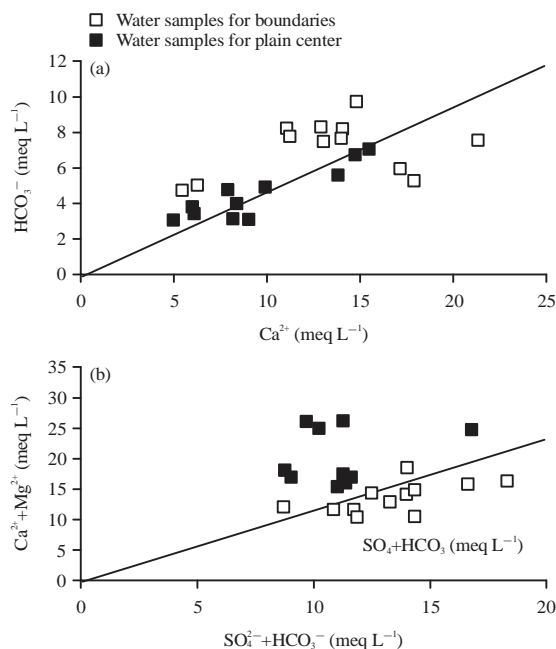 Water samples for boundaries
Water samples for plain center
(a)
12
10
8
6
4
2
0
HCO₃⁻ (meq L⁻¹)
0
5
10
15
20
25
Ca²⁺ (meq L⁻¹)
(b)
35
30
25
20
15
10
5
0
Ca²⁺+Mg²⁺ (meq L⁻¹)
SO₄+HCO₃ (meq L⁻¹)
0
5
10
15
20
SO₄²⁻+HCO₃⁻ (meq L⁻¹)